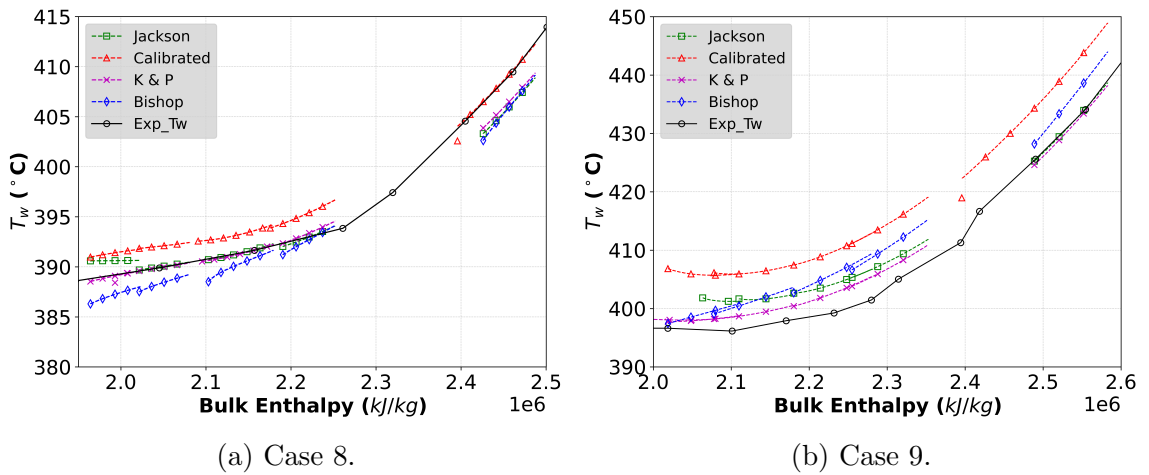 415
410
405
400
395
390
385
380
T_w (°C)
Jackson
Calibrated
K & P
Bishop
Exp_Tw
2.0 2.1 2.2 2.3 2.4 2.5
Bulk Enthalpy (kJ/kg) 1e6
(a) Case 8.
450
440
430
420
410
400
390
T_w (°C)
Jackson
Calibrated
K & P
Bishop
Exp_Tw
2.0 2.1 2.2 2.3 2.4 2.5 2.6
Bulk Enthalpy (kJ/kg) 1e6
(b) Case 9.